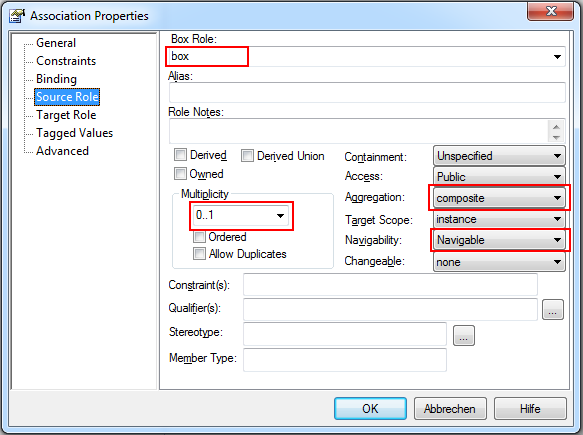 Association Properties
General
Constraints
Binding
Source Role
Target Role
Tagged Values
Advanced
Box Role:
box
Alias:
Role Notes:
Derived
Derived Union
Owned
Containment: Unspecified
Access: Public
Multiplicity
0..1
Ordered
Allow Duplicates
Aggregation: composite
Target Scope: instance
Navigability: Navigable
Changeable: none
Constraint(s):
Qualifier(s):
...
Stereotype:
...
Member Type:
OK
Abbrechen
Hilfe